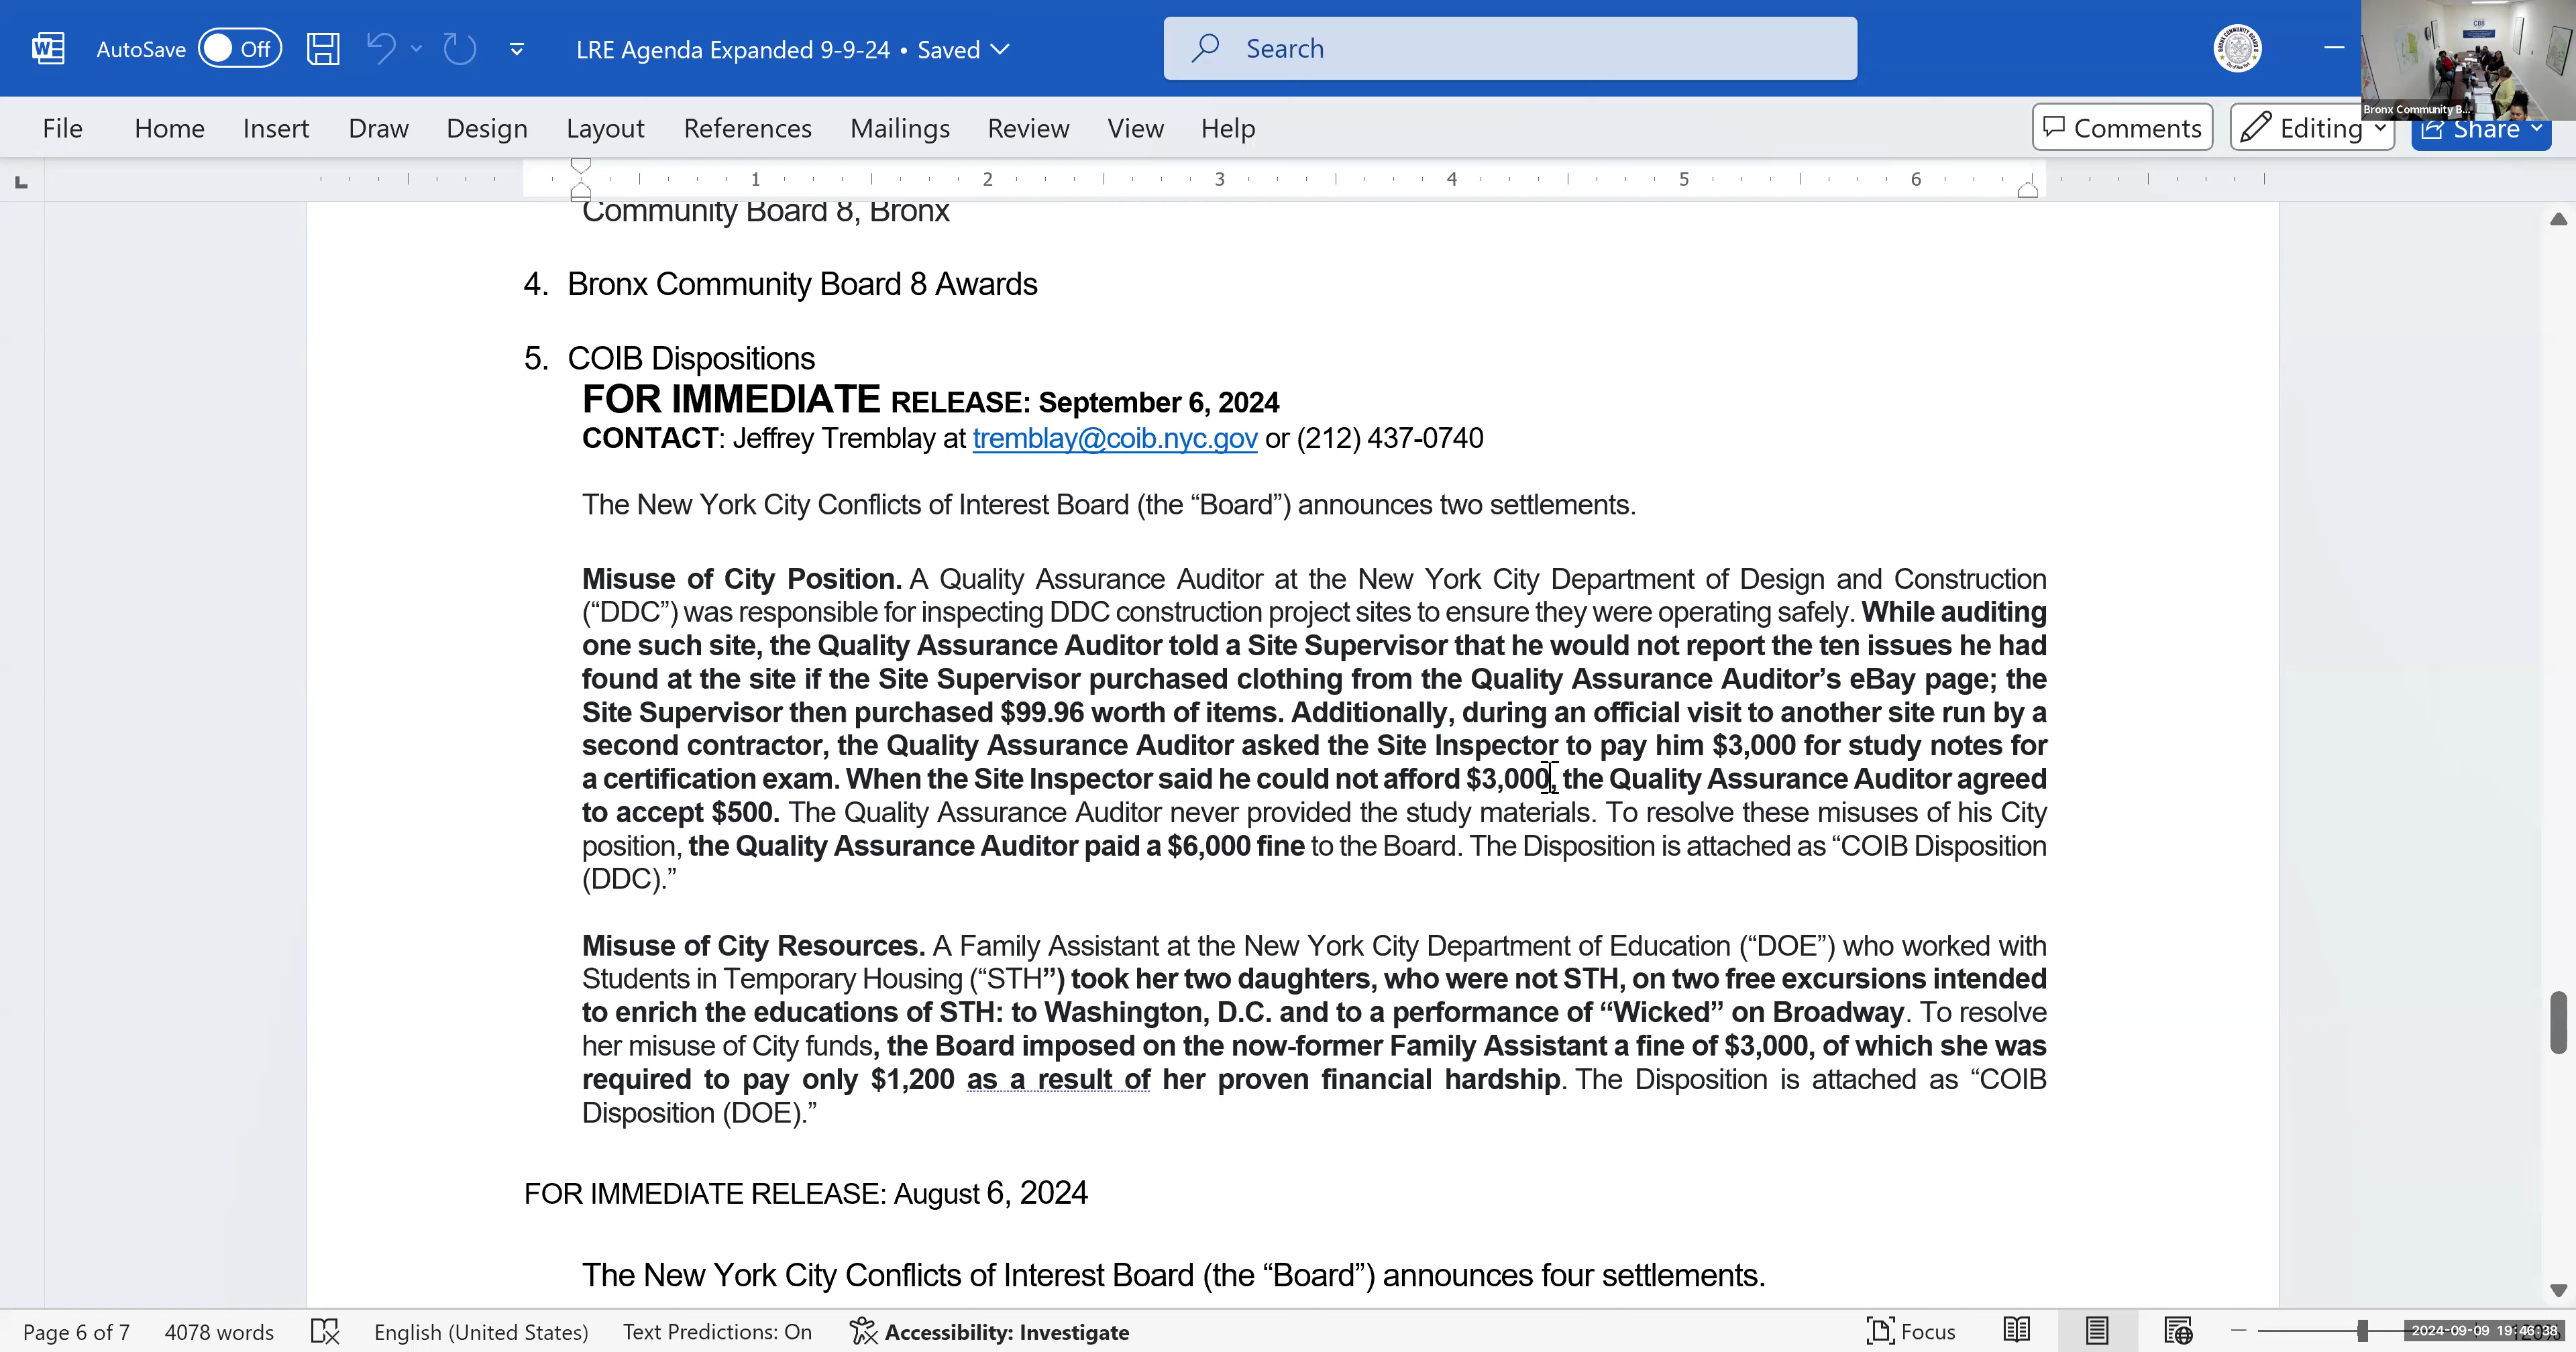 AutoSave Off LRE Agenda Expanded 9-9-24 • Saved Search
Bronx Community B...
File Home Insert Draw Design Layout References Mailings Review View Help Comments Editing Share
1 2 3 4 5 6
Community Board 8, Bronx
4. Bronx Community Board 8 Awards
5. COIB Dispositions
FOR IMMEDIATE RELEASE: September 6, 2024
CONTACT: Jeffrey Tremblay at tremblay@coib.nyc.gov or (212) 437-0740
The New York City Conflicts of Interest Board (the “Board”) announces two settlements.
Misuse of City Position. A Quality Assurance Auditor at the New York City Department of Design and Construction
(“DDC”) was responsible for inspecting DDC construction project sites to ensure they were operating safely. While auditing
one such site, the Quality Assurance Auditor told a Site Supervisor that he would not report the ten issues he had
found at the site if the Site Supervisor purchased clothing from the Quality Assurance Auditor’s eBay page; the
Site Supervisor then purchased $99.96 worth of items. Additionally, during an official visit to another site run by a
second contractor, the Quality Assurance Auditor asked the Site Inspector to pay him $3,000 for study notes for
a certification exam. When the Site Inspector said he could not afford $3,000, the Quality Assurance Auditor agreed
to accept $500. The Quality Assurance Auditor never provided the study materials. To resolve these misuses of his City
position, the Quality Assurance Auditor paid a $6,000 fine to the Board. The Disposition is attached as “COIB Disposition
(DDC).”
Misuse of City Resources. A Family Assistant at the New York City Department of Education (“DOE”) who worked with
Students in Temporary Housing (“STH”) took her two daughters, who were not STH, on two free excursions intended
to enrich the educations of STH: to Washington, D.C. and to a performance of “Wicked” on Broadway. To resolve
her misuse of City funds, the Board imposed on the now-former Family Assistant a fine of $3,000, of which she was
required to pay only $1,200 as a result of her proven financial hardship. The Disposition is attached as “COIB
Disposition (DOE).”
FOR IMMEDIATE RELEASE: August 6, 2024
The New York City Conflicts of Interest Board (the “Board”) announces four settlements.
Page 6 of 7 4078 words English (United States) Text Predictions: On Accessibility: Investigate Focus 2024-09-09 19:46:38